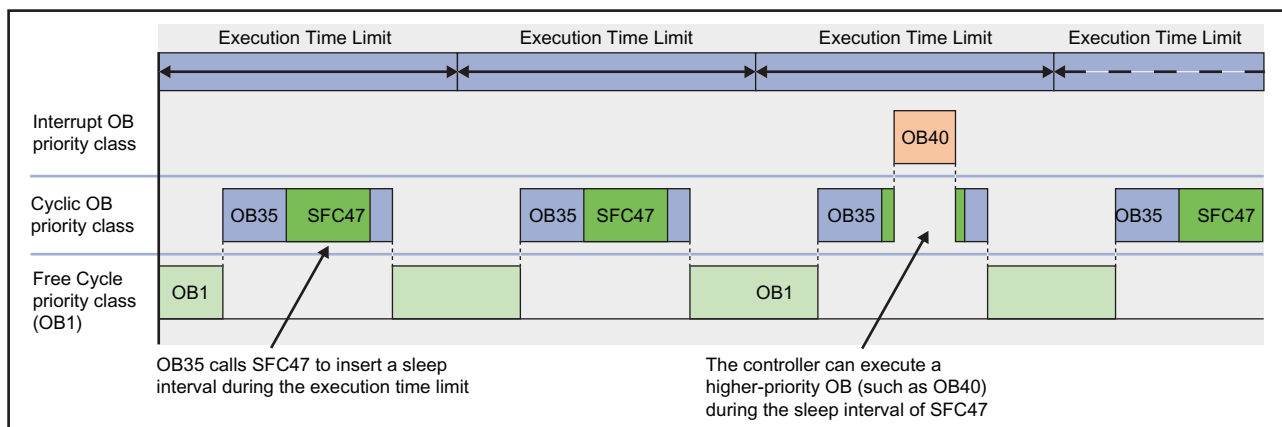 Execution Time Limit
Execution Time Limit
Execution Time Limit
Execution Time Limit
Interrupt OB
priority class
OB40
Cyclic OB
priority class
OB35
SFC47
OB35
SFC47
OB35
OB35
SFC47
Free Cycle
priority class
(OB1)
OB1
OB1
OB35 calls SFC47 to insert a sleep
interval during the execution time limit
The controller can execute a
higher-priority OB (such as OB40)
during the sleep interval of SFC47